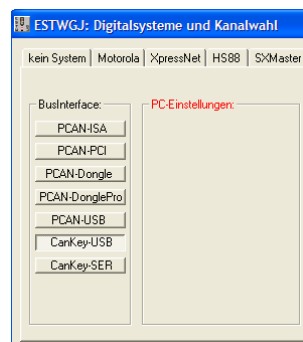 ESTWGJ: Digitalsysteme und Kanalwahl
kein System Motorola XpressNet HS88 SXMaster
BusInterface: PC-Einstellungen:
PCAN-ISA
PCAN-PCI
PCAN-Dongle
PCAN-DonglePro
PCAN-USB
CanKey-USB
CanKey-SER